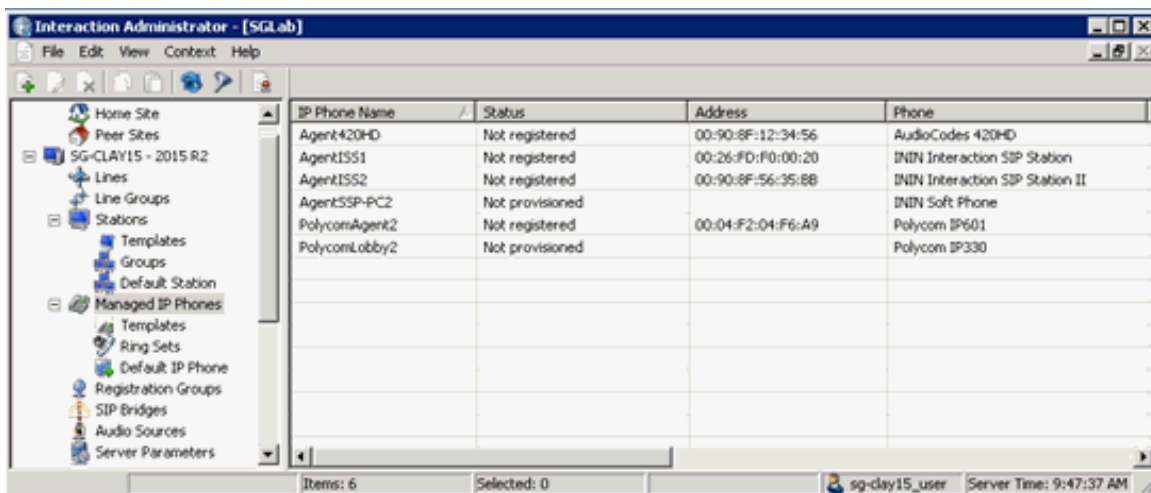 Interaction Administrator - [SGLab]
File Edit View Context Help
Home Site
Peer Sites
SG-CLAY15 - 2015 R2
Lines
Line Groups
Stations
Templates
Groups
Default Station
Managed IP Phones
Templates
Ring Sets
Default IP Phone
Registration Groups
SIP Bridges
Audio Sources
Server Parameters
IP Phone Name Status Address Phone
Agent420HD Not registered 00:90:8F:12:34:56 AudioCodes 420HD
AgentISS1 Not registered 00:26:FD:F0:00:20 ININ Interaction SIP Station
AgentISS2 Not registered 00:90:8F:56:35:BB ININ Interaction SIP Station II
AgentSSP-PC2 Not provisioned ININ Soft Phone
PolycomAgent2 Not registered 00:04:F2:04:F6:A9 Polycom IP601
PolycomLobby2 Not provisioned Polycom IP330
Items: 6 Selected: 0 sg-clay15_user Server Time: 9:47:37 AM